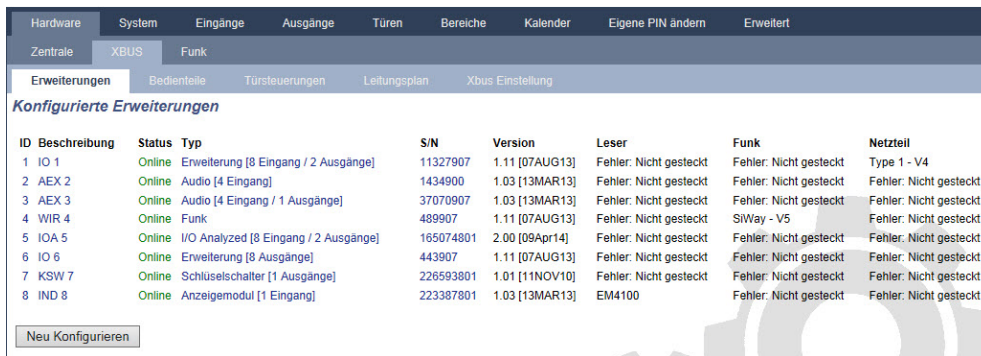 Hardware System Eingänge Ausgänge Türen Bereiche Kalender Eigene PIN ändern Erweitert
Zentrale XBUS Funk
Erweiterungen Bedienteile Türsteuerungen Leitungsplan Xbus Einstellung
Konfigurierte Erweiterungen
ID Beschreibung Status Typ S/N Version Leser Funk Netzteil
1 IO 1 Online Erweiterung [8 Eingang / 2 Ausgänge] 11327907 1.11 [07AUG13] Fehler: Nicht gesteckt Fehler: Nicht gesteckt Type 1 - V4
2 AEX 2 Online Audio [4 Eingang] 1434900 1.03 [13MAR13] Fehler: Nicht gesteckt Fehler: Nicht gesteckt Fehler: Nicht gesteckt
3 AEX 3 Online Audio [4 Eingang / 1 Ausgänge] 37070907 1.03 [13MAR13] Fehler: Nicht gesteckt Fehler: Nicht gesteckt Fehler: Nicht gesteckt
4 WIR 4 Online Funk 489907 1.11 [07AUG13] Fehler: Nicht gesteckt SiWay - V5 Fehler: Nicht gesteckt
5 IOA 5 Online I/O Analyzed [8 Eingang / 2 Ausgänge] 165074801 2.00 [09Apr14] Fehler: Nicht gesteckt Fehler: Nicht gesteckt Fehler: Nicht gesteckt
6 IO 6 Online Erweiterung [8 Ausgänge] 443907 1.11 [07AUG13] Fehler: Nicht gesteckt Fehler: Nicht gesteckt Fehler: Nicht gesteckt
7 KSW 7 Online Schlüselschalter [1 Ausgänge] 226593801 1.01 [11NOV10] Fehler: Nicht gesteckt Fehler: Nicht gesteckt Fehler: Nicht gesteckt
8 IND 8 Online Anzeigemodul [1 Eingang] 223387801 1.03 [13MAR13] EM4100 Fehler: Nicht gesteckt Fehler: Nicht gesteckt
Neu Konfigurieren